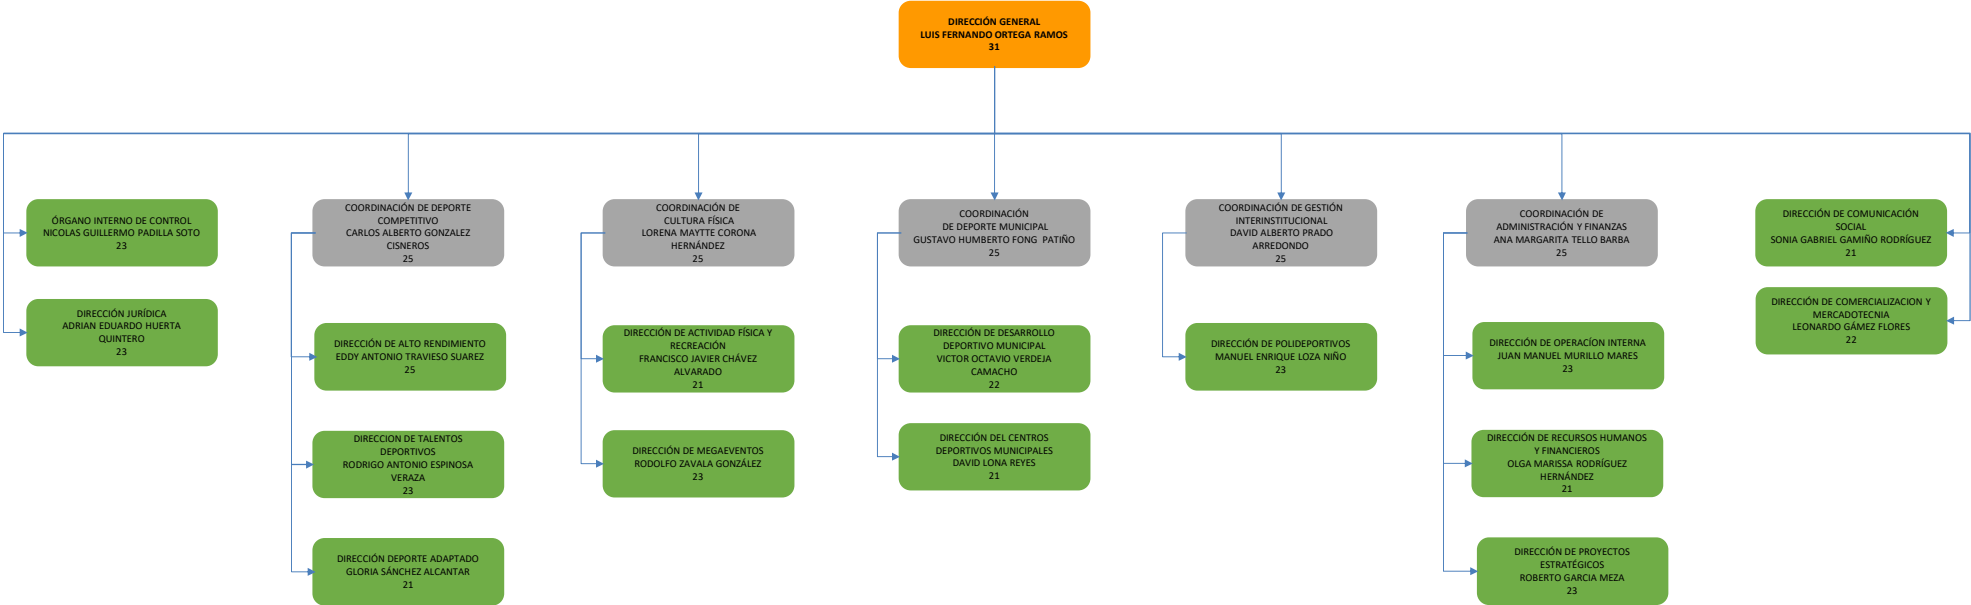 DIRECCIÓN GENERAL
LUIS FERNANDO ORTEGA RAMOS
31
ÓRGANO INTERNO DE CONTROL
NICOLAS GUILLERMO PADILLA SOTO
23
DIRECCIÓN JURÍDICA
ADRIAN EDUARDO HUERTA
QUINTERO
23
COORDINACIÓN DE DEPORTE
COMPETITIVO
CARLOS ALBERTO GONZALEZ
CISNEROS
25
DIRECCIÓN DE ALTO RENDIMIENTO
EDDY ANTONIO TRAVIESO SUAREZ
25
DIRECCION DE TALENTOS
DEPORTIVOS
RODRIGO ANTONIO ESPINOSA
VERAZA
23
DIRECCIÓN DEPORTE ADAPTADO
GLORIA SÁNCHEZ ALCANTAR
21
COORDINACIÓN DE
CULTURA FÍSICA
LORENA MAYTTE CORONA
HERNÁNDEZ
25
DIRECCIÓN DE ACTIVIDAD FÍSICA Y
RECREACIÓN
FRANCISCO JAVIER CHÁVEZ
ALVARADO
21
DIRECCIÓN DE MEGAEVENTOS
RODOLFO ZAVALA GONZÁLEZ
23
COORDINACIÓN
DE DEPORTE MUNICIPAL
GUSTAVO HUMBERTO FONG PATIÑO
25
DIRECCIÓN DE DESARROLLO
DEPORTIVO MUNICIPAL
VICTOR OCTAVIO VERDEJA
CAMACHO
22
DIRECCIÓN DEL CENTROS
DEPORTIVOS MUNICIPALES
DAVID LONA REYES
21
COORDINACIÓN DE GESTIÓN
INTERINSTITUCIONAL
DAVID ALBERTO PRADO
ARREDONDO
25
DIRECCIÓN DE POLIDEPORTIVOS
MANUEL ENRIQUE LOZA NIÑO
23
COORDINACIÓN DE
ADMINISTRACIÓN Y FINANZAS
ANA MARGARITA TELLO BARBA
25
DIRECCIÓN DE OPERACÍON INTERNA
JUAN MANUEL MURILLO MARES
23
DIRECCIÓN DE RECURSOS HUMANOS
Y FINANCIEROS
OLGA MARISSA RODRÍGUEZ
HERNÁNDEZ
21
DIRECCIÓN DE PROYECTOS
ESTRATÉGICOS
ROBERTO GARCIA MEZA
23
DIRECCIÓN DE COMUNICACIÓN
SOCIAL
SONIA GABRIEL GAMIÑO RODRÍGUEZ
21
DIRECCIÓN DE COMERCIALIZACION Y
MERCADOTECNIA
LEONARDO GÁMEZ FLORES
22